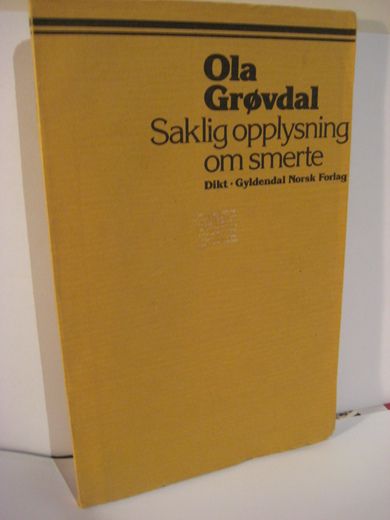 Ola
Grøvdal
Saklig opplysning
om smerte
Dikt · Gyldendal Norsk Forlag